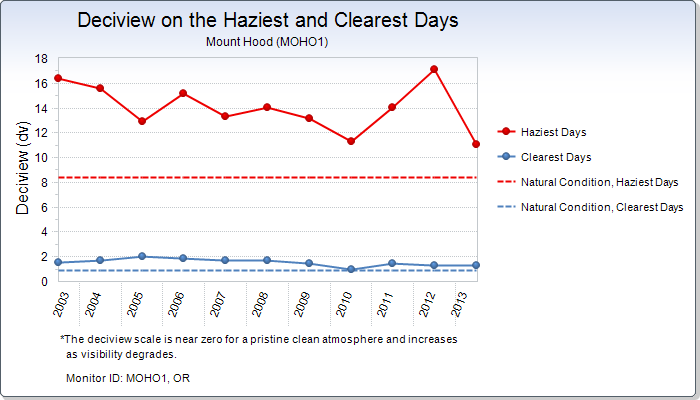 Deciview on the Haziest and Clearest Days
Mount Hood (MOHO1)
Deciview (dv)
18
16
14
12
10
8
6
4
2
0
2003
2004
2005
2006
2007
2008
2009
2010
2011
2012
2013
Haziest Days
Clearest Days
Natural Condition, Haziest Days
Natural Condition, Clearest Days
*The deciview scale is near zero for a pristine clean atmosphere and increases
as visibility degrades.
Monitor ID: MOHO1, OR